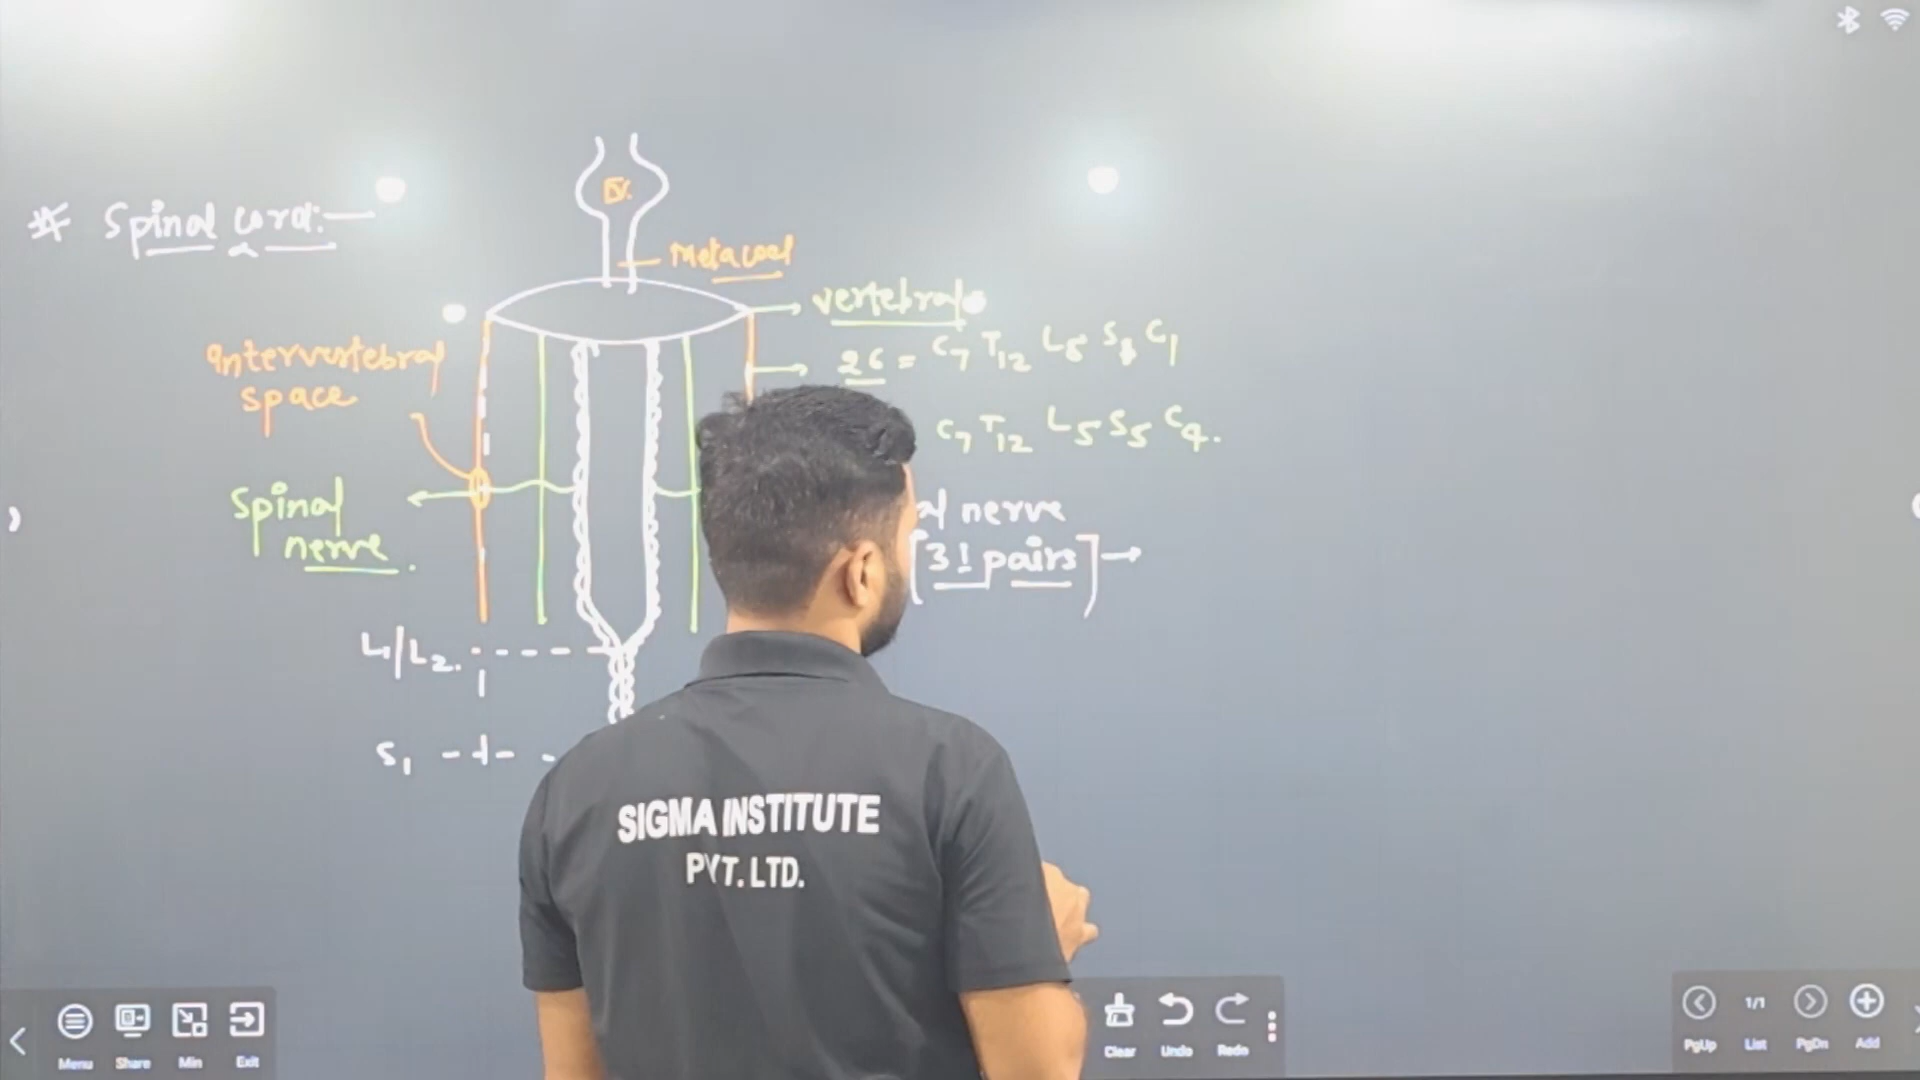 # Spinal cord:-
IV.
Metacoel
vertebral
26 = C7 T12 L5 S1 C1
C7 T12 L5 S5 C4.
Intervertebral
space
Spinal
nerve.
al nerve
[31 pairs] →
L1/L2.
S1
SIGMA INSTITUTE
PVT. LTD.
Menu Share Min Exit
Clear Undo Redo
PgUp 1/1 List PgDn Add